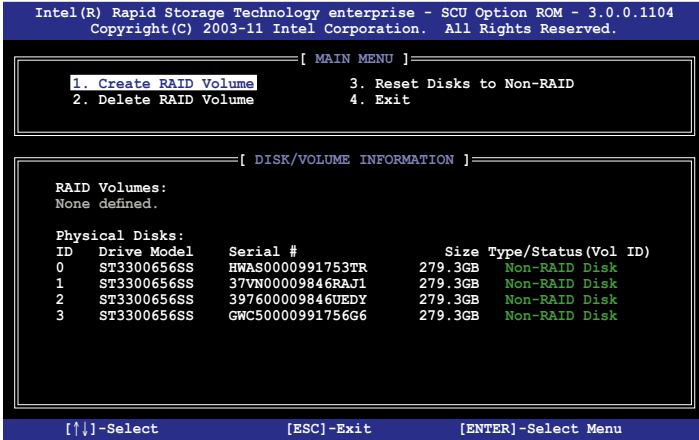 Intel(R) Rapid Storage Technology enterprise - SCU Option ROM - 3.0.0.1104
Copyright(C) 2003-11 Intel Corporation.  All Rights Reserved.
[ MAIN MENU ]
1. Create RAID Volume 3. Reset Disks to Non-RAID
2. Delete RAID Volume 4. Exit
[ DISK/VOLUME INFORMATION ]
RAID Volumes:
None defined.
Physical Disks:
ID Drive Model Serial # Size Type/Status(Vol ID)
0 ST3300656SS HWAS0000991753TR 279.3GB Non-RAID Disk
1 ST3300656SS 37VN00009846RAJ1 279.3GB Non-RAID Disk
2 ST3300656SS 397600009846UEDY 279.3GB Non-RAID Disk
3 ST3300656SS GWC50000991756G6 279.3GB Non-RAID Disk
[↑↓]-Select [ESC]-Exit [ENTER]-Select Menu